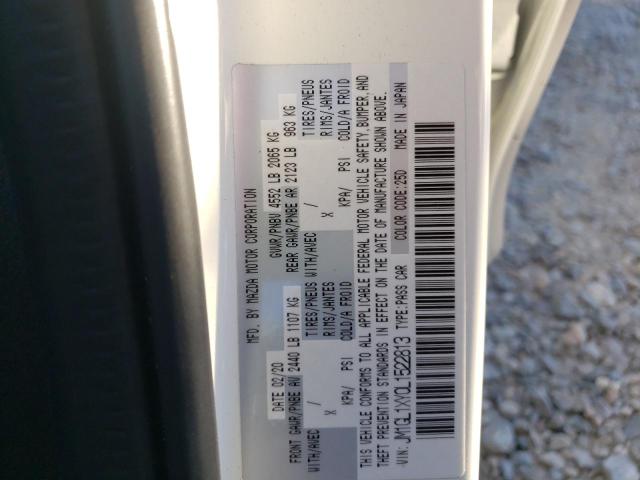 MFD. BY MAZDA MOTOR CORPORATION
DATE 02/20 GVWR/PNBV 4552 LB 2065 KG
FRONT GAWR/PNBE AV 2440 LB 1107 KG REAR GAWR/PNBE AR 2123 LB 963 KG
WITH/AVEC TIRES/PNEUS WITH/AVEC / TIRES/PNEUS
X RIMS/JANTES X RIMS/JANTES
KPA/ PSI COLD/A FROID KPA/ PSI COLD/A FROID
THIS VEHICLE CONFORMS TO ALL APPLICABLE FEDERAL MOTOR VEHICLE SAFETY, BUMPER, AND
THEFT PREVENTION STANDARDS IN EFFECT ON THE DATE OF MANUFACTURE SHOWN ABOVE.
VIN: JM1GL1XY0L1522813 TYPE:PASS CAR COLOR CODE:25D MADE IN JAPAN